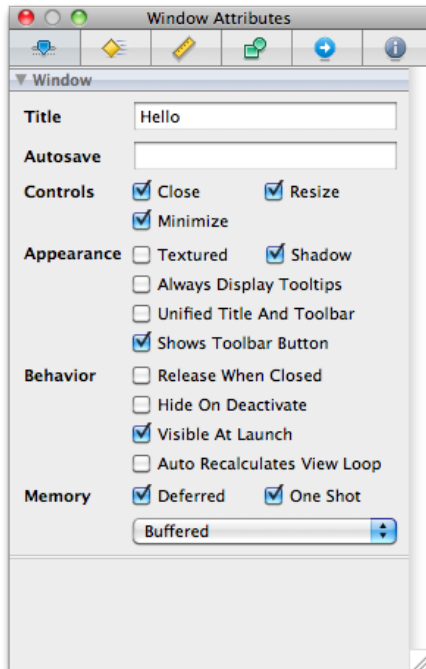 Window Attributes
Window
Title Hello
Autosave
Controls Close Resize
Minimize
Appearance Textured Shadow
Always Display Tooltips
Unified Title And Toolbar
Shows Toolbar Button
Behavior Release When Closed
Hide On Deactivate
Visible At Launch
Auto Recalculates View Loop
Memory Deferred One Shot
Buffered